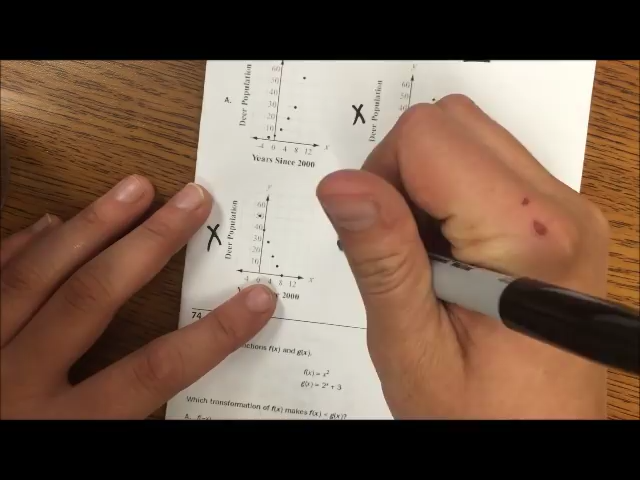 60
50
40
30
20
10
-4 0 4 8 12 x
Deer Population
A.
Years Since 2000
X
y
60
50
40
Deer Population
X
y
60
50
40
30
20
10
-4 0 4 8 12 x
Deer Population
2000
74
nctions f(x) and g(x).
f(x) = x²
g(x) = 2ˣ + 3
Which transformation of f(x) makes f(x) < g(x)?
A.